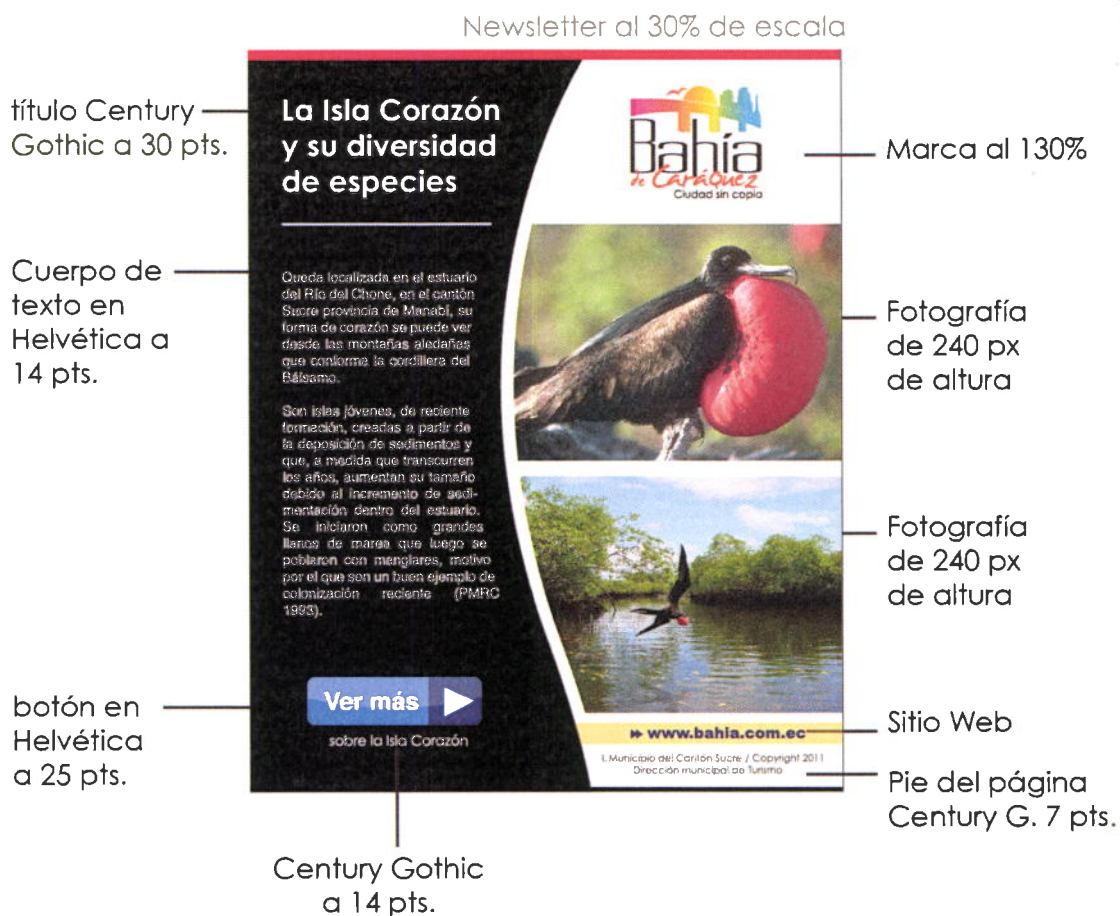 Newsletter al 30% de escala
título Century
Gothic a 30 pts.
La Isla Corazón
y su diversidad
de especies
Bahía
de Caráquez
Ciudad sin copia
Marca al 130%
Cuerpo de
texto en
Helvética a
14 pts.
Queda localizada en el estuario
del Río del Chone, en el cantón
Sucre provincia de Manabí, su
forma de corazón se puede ver
desde las montañas aledañas
que conforma la cordillera del
Bálsamo.
Son islas jóvenes, de reciente
formación, creadas a partir de
la deposición de sedimentos y
que, a medida que transcurren
los años, aumentan su tamaño
debido al incremento de sedi-
mentación dentro del estuario.
Se iniciaron como grandes
llanos de marea que luego se
poblaron con manglares, motivo
por el que son un buen ejemplo de
colonización reciente (PMRC
1993).
Fotografía
de 240 px
de altura
Fotografía
de 240 px
de altura
botón en
Helvética
a 25 pts.
Ver más
sobre la Isla Corazón
www.bahia.com.ec
Sitio Web
I. Municipio del Cantón Sucre / Copyright 2011
Dirección municipal de Turismo
Pie del página
Century G. 7 pts.
Century Gothic
a 14 pts.